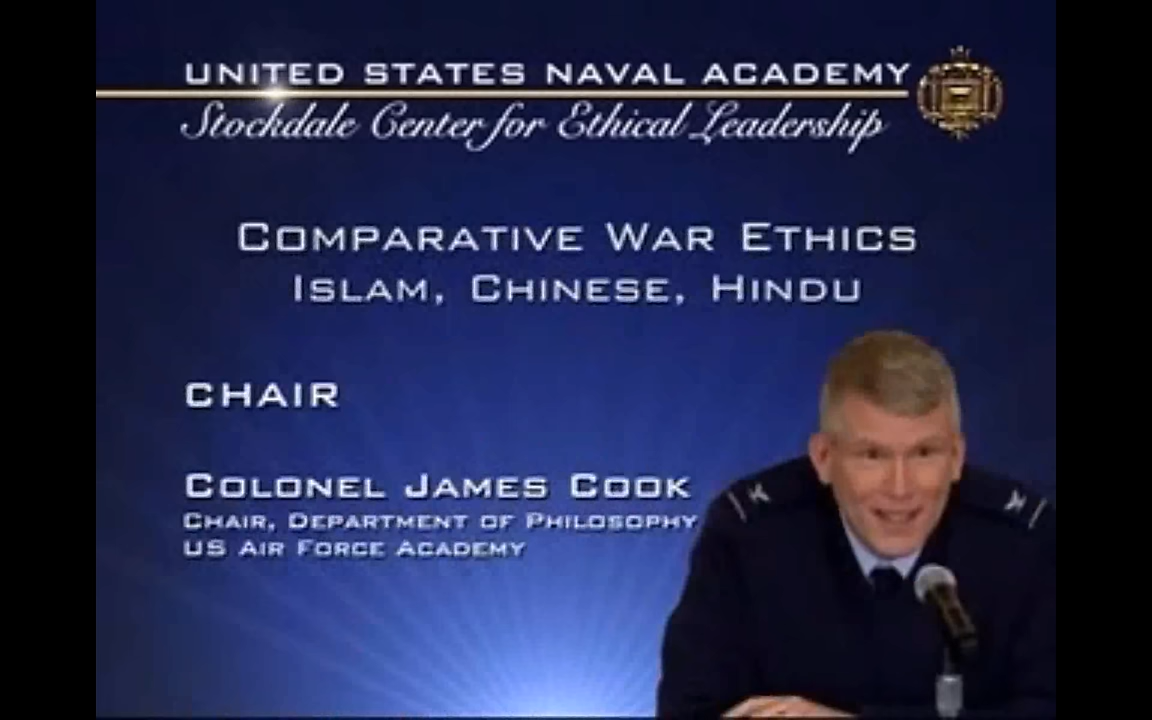 UNITED STATES NAVAL ACADEMY
Stockdale Center for Ethical Leadership
COMPARATIVE WAR ETHICS
ISLAM, CHINESE, HINDU
CHAIR
COLONEL JAMES COOK
CHAIR, DEPARTMENT OF PHILOSOPHY
US AIR FORCE ACADEMY